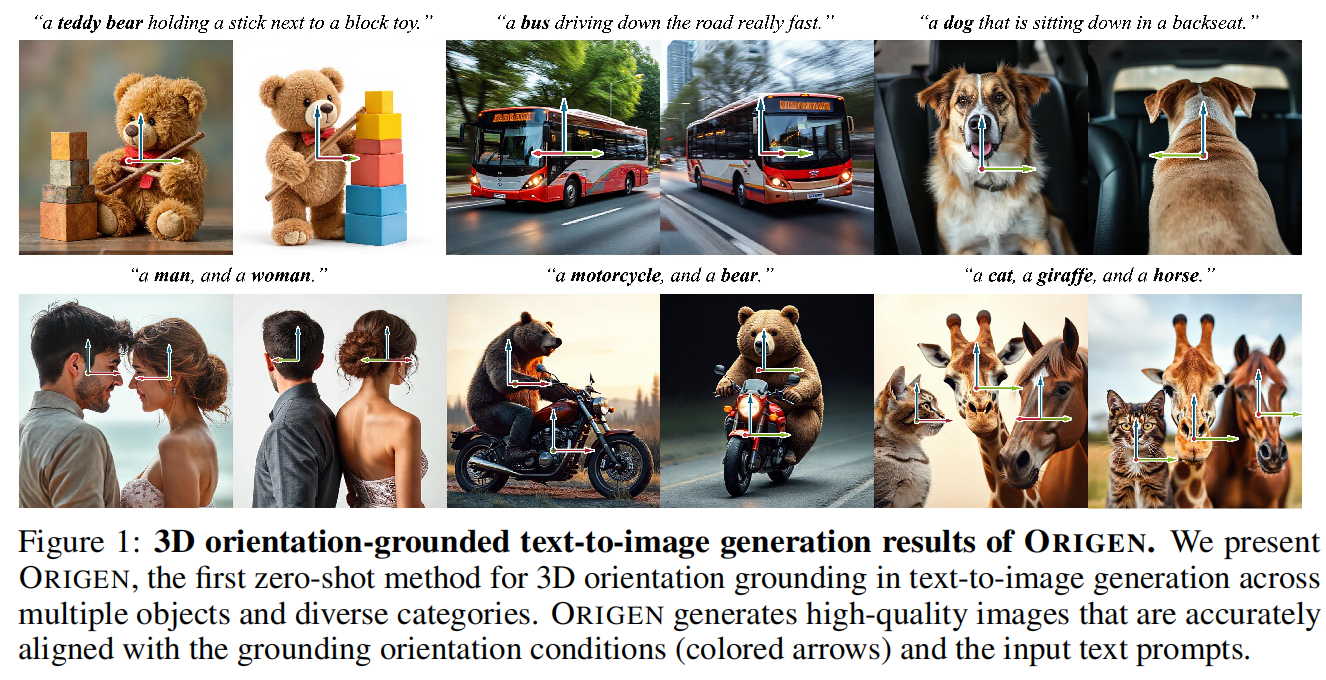 “a teddy bear holding a stick next to a block toy.”
“a bus driving down the road really fast.”
“a dog that is sitting down in a backseat.”
“a man, and a woman.”
“a motorcycle, and a bear.”
“a cat, a giraffe, and a horse.”
Figure 1: 3D orientation-grounded text-to-image generation results of ORIGEN. We present
ORIGEN, the first zero-shot method for 3D orientation grounding in text-to-image generation across
multiple objects and diverse categories. ORIGEN generates high-quality images that are accurately
aligned with the grounding orientation conditions (colored arrows) and the input text prompts.